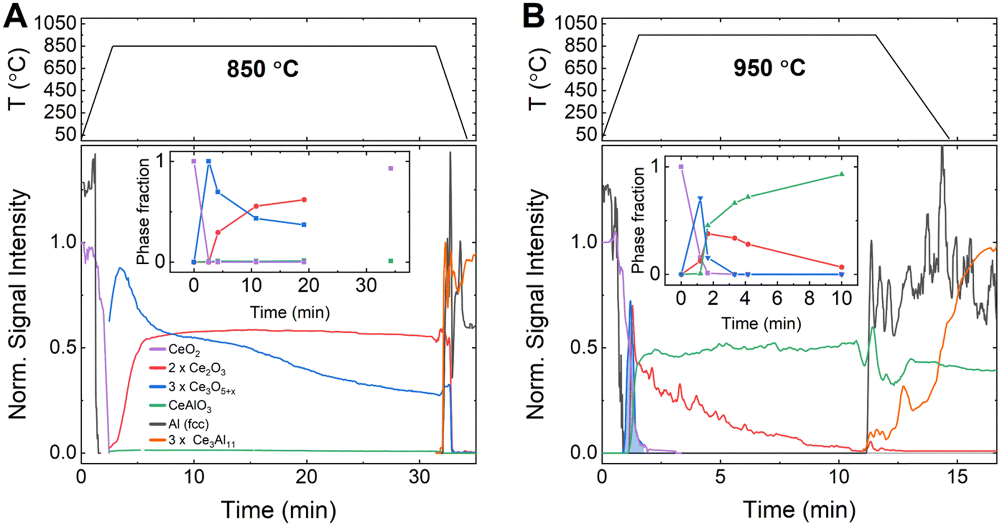 A
1050
850
650
450
250
50
T (°C)
850 °C
Norm. Signal Intensity
1.0
0.5
0.0
0 10 20 30
Time (min)
Phase fraction
1
0
0 10 20 30
Time (min)
CeO2
2 x Ce2O3
3 x Ce3O5+x
CeAlO3
Al (fcc)
3 x Ce3Al11
B
1050
850
650
450
250
50
T (°C)
950 °C
Norm. Signal Intensity
1.0
0.5
0.0
0 5 10 15
Time (min)
Phase fraction
1
0
0 2 4 6 8 10
Time (min)